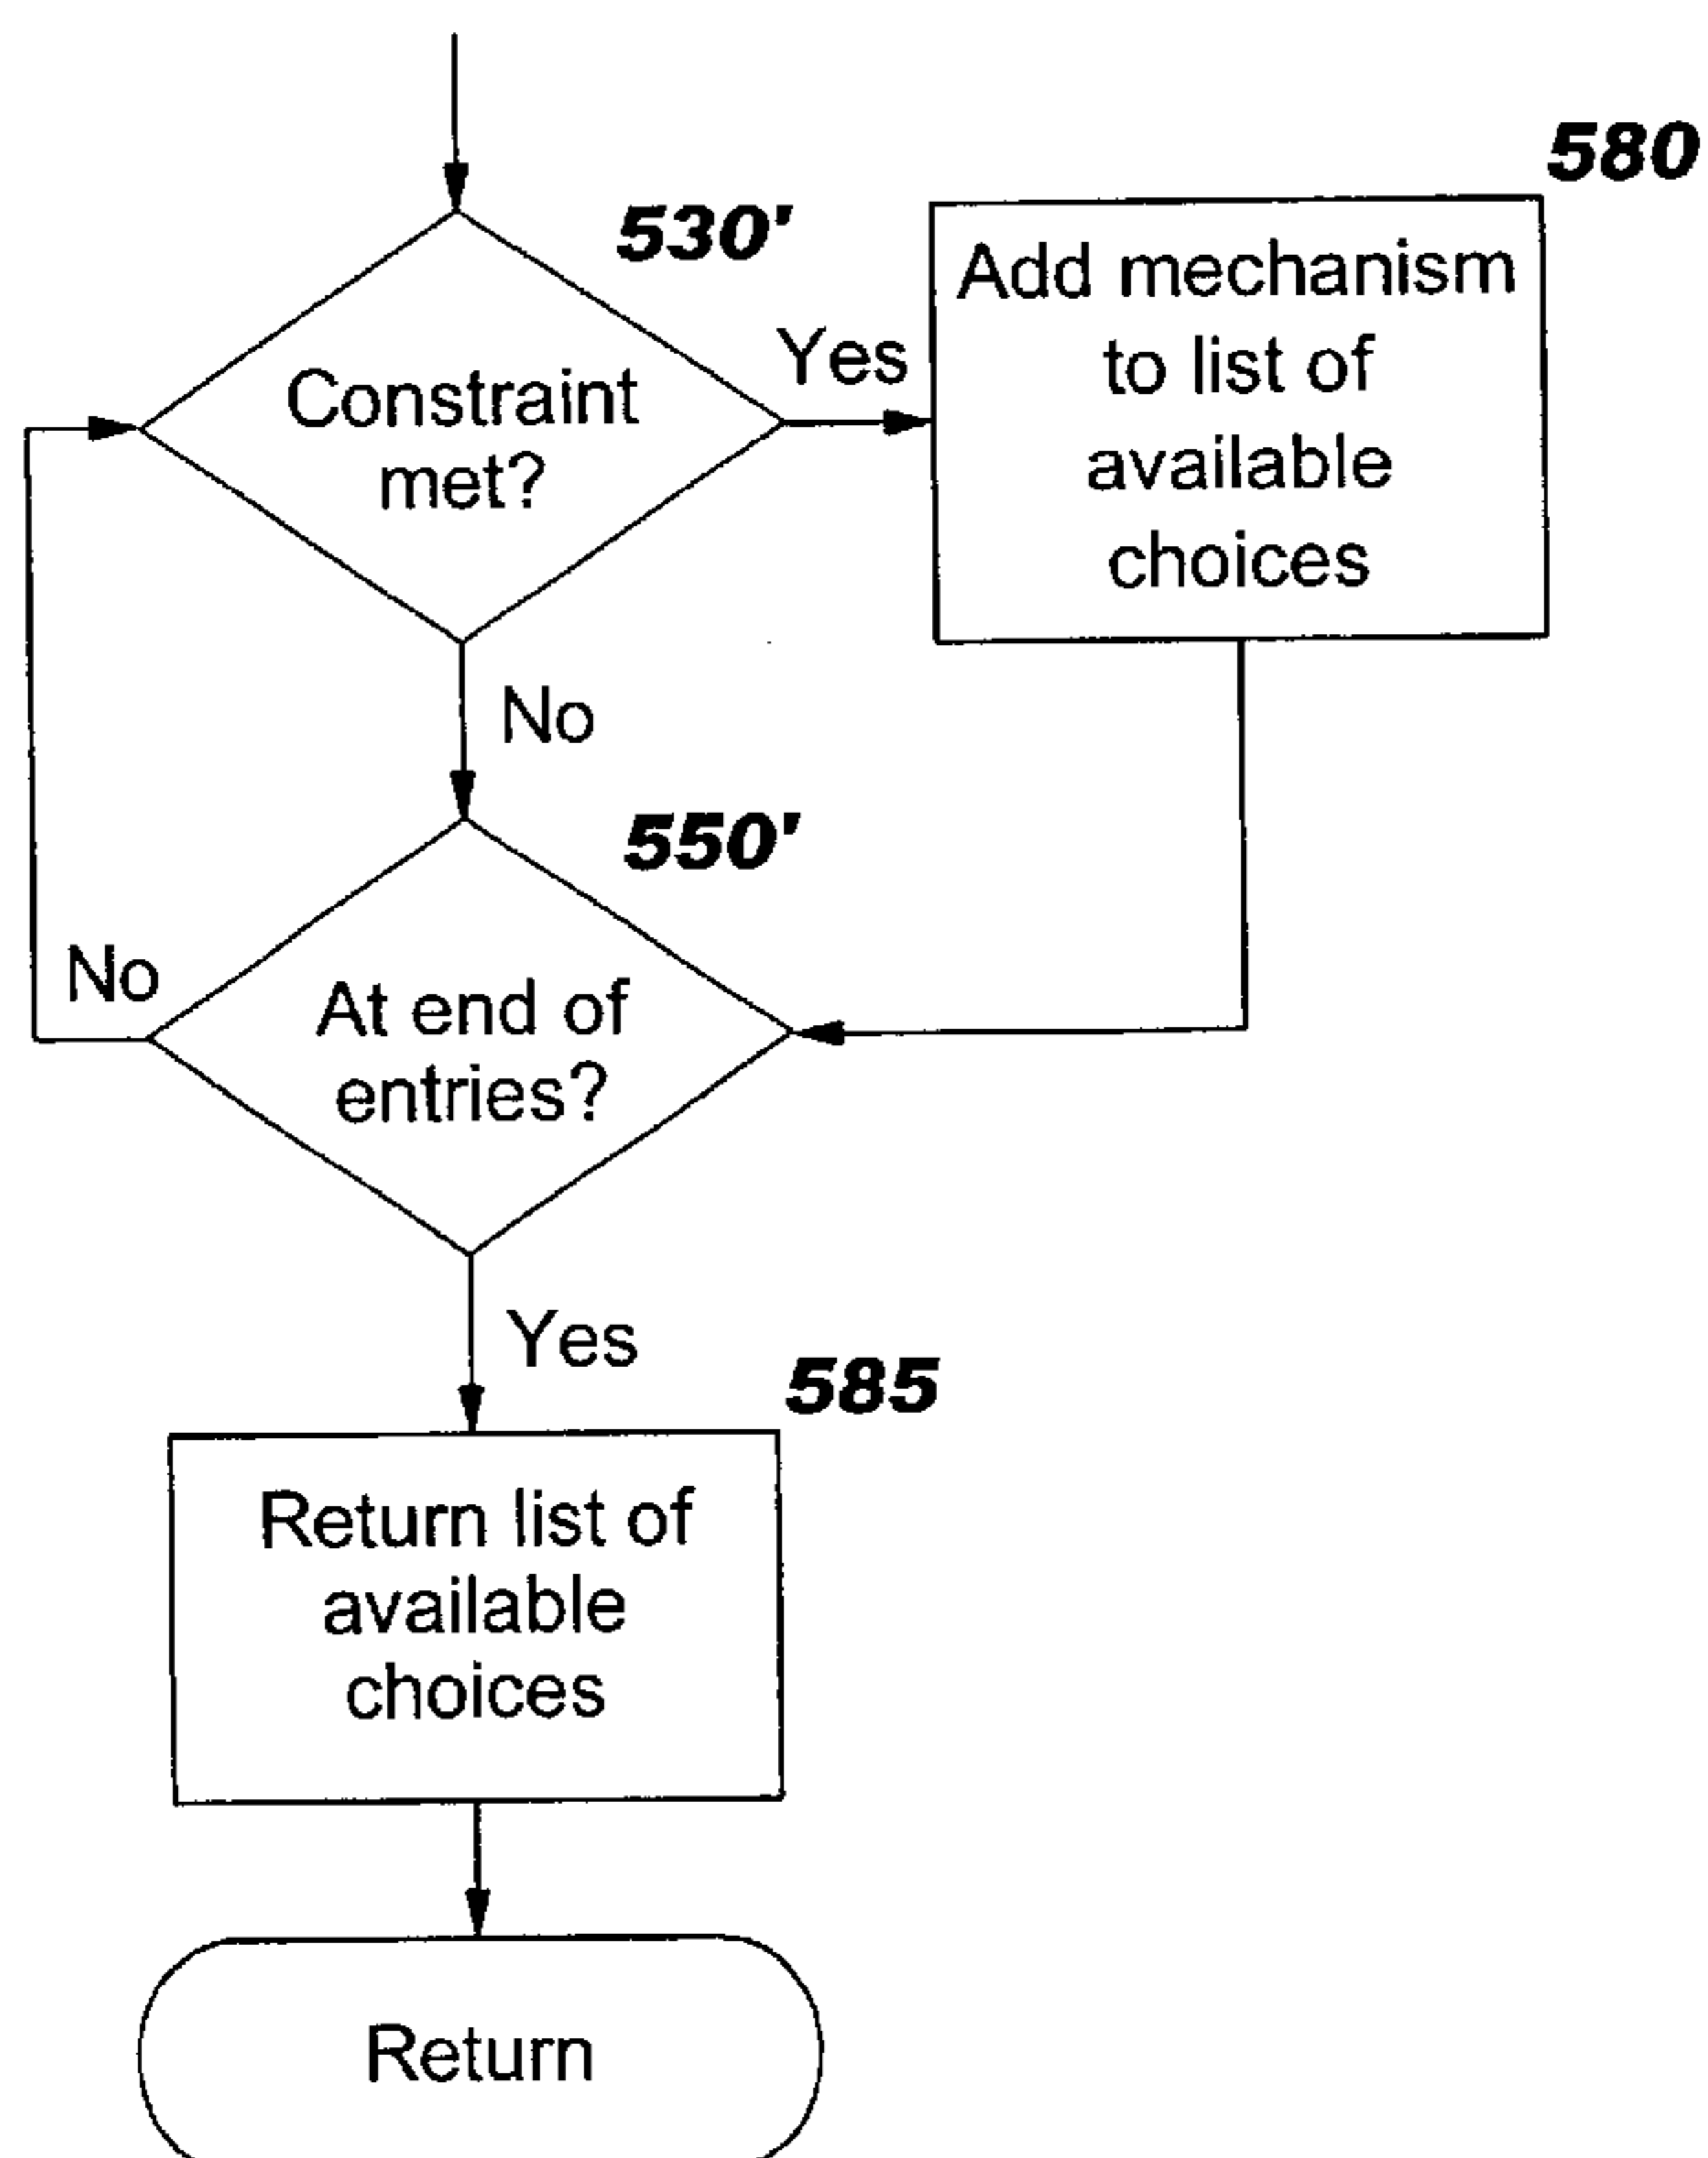 580
530'
Add mechanism
to list of
available
choices
Yes
Constraint
met?
No
550'
No
At end of
entries?
Yes
585
Return list of
available
choices
Return